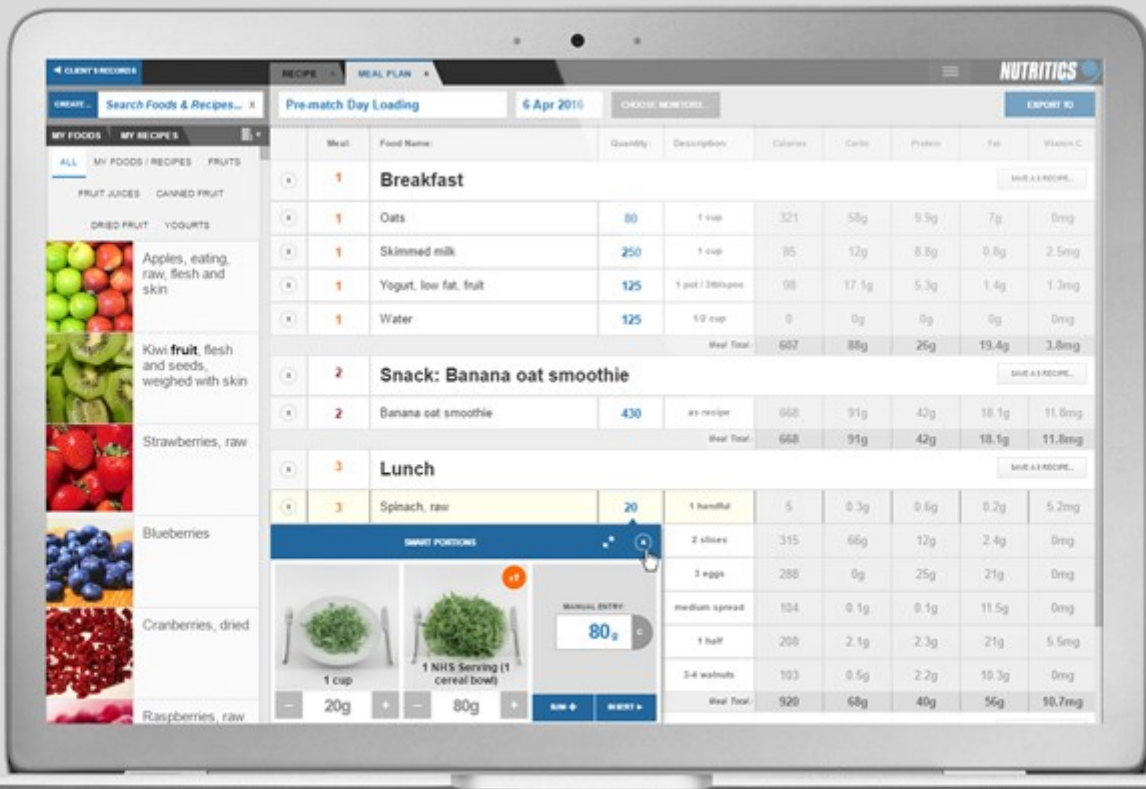 CLIENT'S RECORDS
RECIPE x
MEAL PLAN x
NUTRITICS
CREATE...
Search Foods & Recipes... x
Pre-match Day Loading
6 Apr 2016
CHOOSE MONITORS...
EXPORT TO
MY FOODS
MY RECIPES
ALL
MY FOODS / RECIPES
FRUITS
FRUIT JUICES
CANNED FRUIT
DRIED FRUIT
YOGURTS
Apples, eating,
raw, flesh and
skin
Kiwi fruit, flesh
and seeds,
weighed with skin
Strawberries, raw
Blueberries
Cranberries, dried
Raspberries, raw
Meal: Food Name: Quantity: Description: Calories Carbs Protein Fat Vitamin C
1 Breakfast SAVE AS RECIPE...
1 Oats 80 1 cup 321 58g 9.9g 7g 0mg
1 Skimmed milk 250 1 cup 85 12g 8.8g 0.8g 2.5mg
1 Yogurt, low fat, fruit 125 1 pot / 3tblspns 98 17.1g 5.3g 1.4g 1.3mg
1 Water 125 1/2 cup 0 0g 0g 0g 0mg
Meal Total: 607 88g 26g 19.4g 3.8mg
2 Snack: Banana oat smoothie SAVE AS RECIPE...
2 Banana oat smoothie 430 as recipe 668 91g 42g 18.1g 11.8mg
Meal Total: 668 91g 42g 18.1g 11.8mg
3 Lunch SAVE AS RECIPE...
3 Spinach, raw 20 1 handful 5 0.3g 0.6g 0.2g 5.2mg
2 slices 315 66g 12g 2.4g 0mg
3 eggs 288 0g 25g 21g 0mg
medium spread 104 0.1g 0.1g 11.5g 0mg
1 half 208 2.1g 2.3g 21g 5.5mg
3-4 walnuts 103 0.5g 2.2g 10.3g 0mg
Meal Total: 920 68g 40g 56g 10.7mg
SMART PORTIONS
1 cup
20g
x1
1 NHS Serving (1
cereal bowl)
80g
MANUAL ENTRY:
80g
C
SUM
INSERT